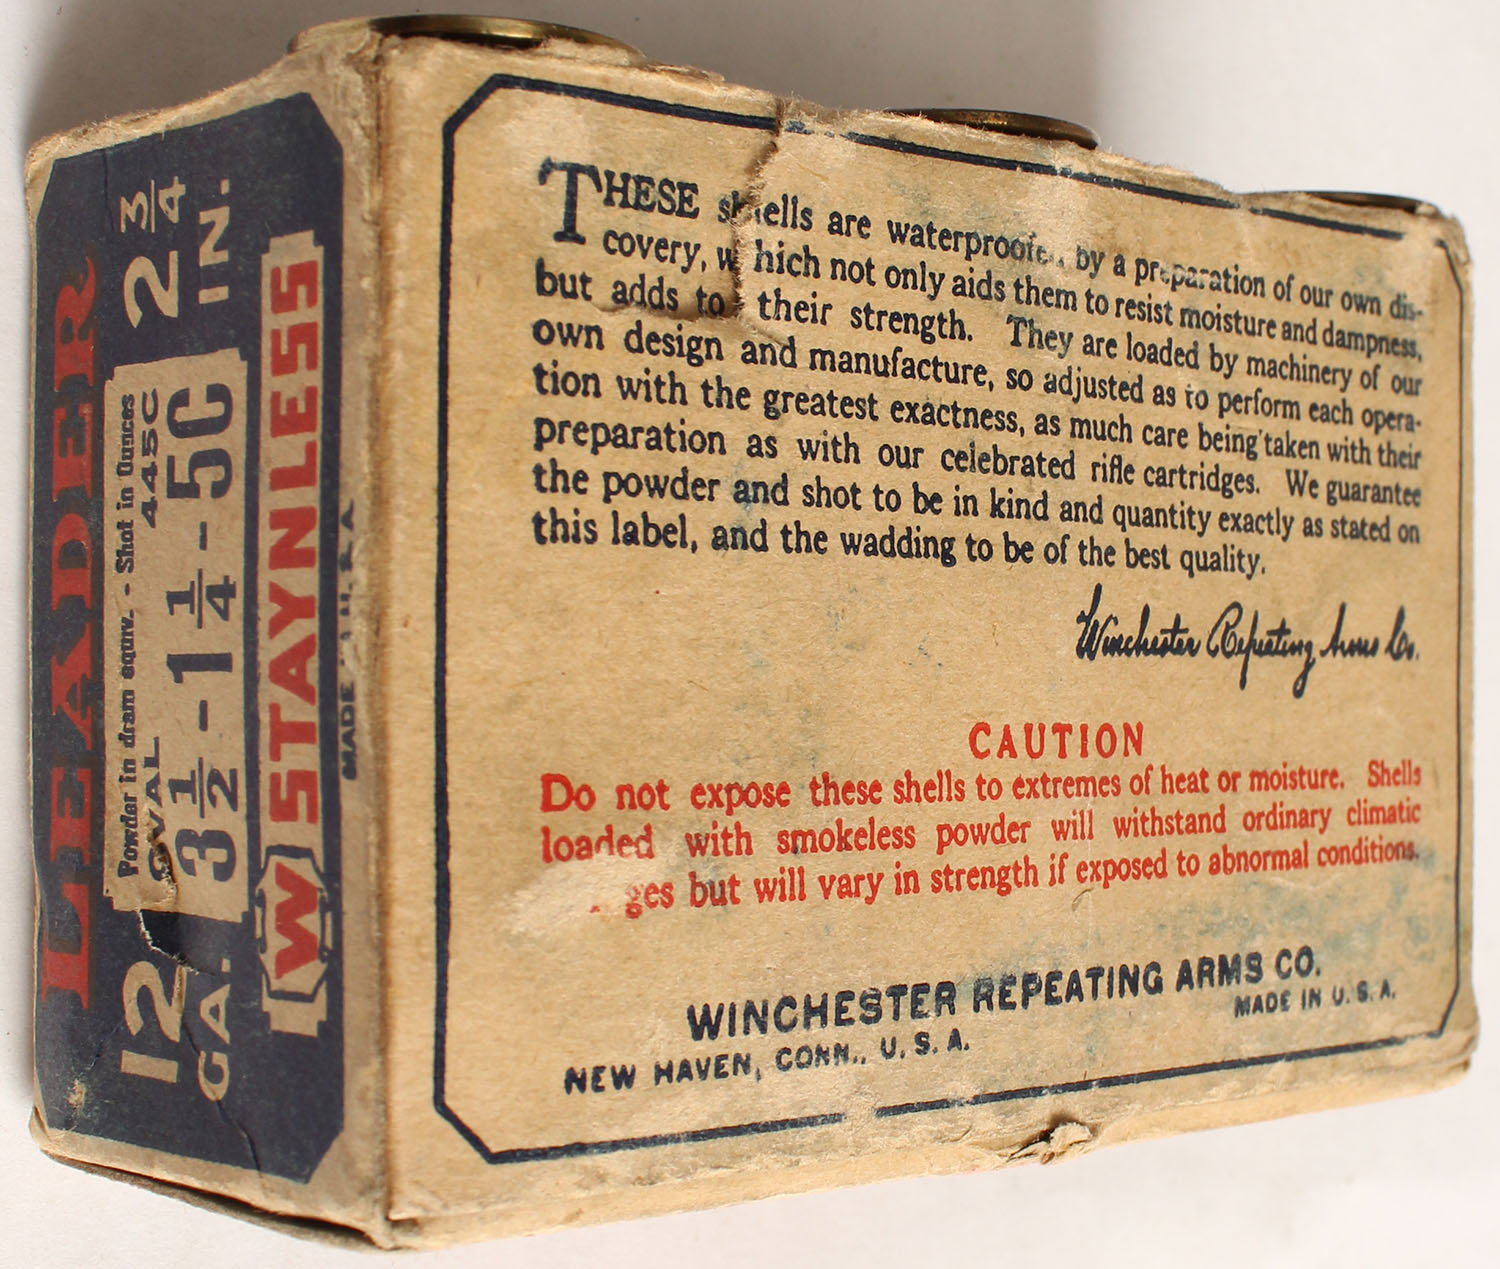 LEADER
12 GA.
2 3/4 IN.
Powder in dram equiv. - Shot in Ounces
OVAL 445C
3 1/2 - 1 1/4 - 5C
W STAYNLESS
MADE U.S.A.
THESE shells are waterproofed by a preparation of our own dis-
covery, which not only aids them to resist moisture and dampness,
but adds to their strength. They are loaded by machinery of our
own design and manufacture, so adjusted as to perform each opera-
tion with the greatest exactness, as much care being taken with their
preparation as with our celebrated rifle cartridges. We guarantee
the powder and shot to be in kind and quantity exactly as stated on
this label, and the wadding to be of the best quality.
Winchester Repeating Arms Co.
CAUTION
Do not expose these shells to extremes of heat or moisture. Shells
loaded with smokeless powder will withstand ordinary climatic
ges but will vary in strength if exposed to abnormal conditions.
WINCHESTER REPEATING ARMS CO.
NEW HAVEN, CONN., U.S.A.
MADE IN U.S.A.